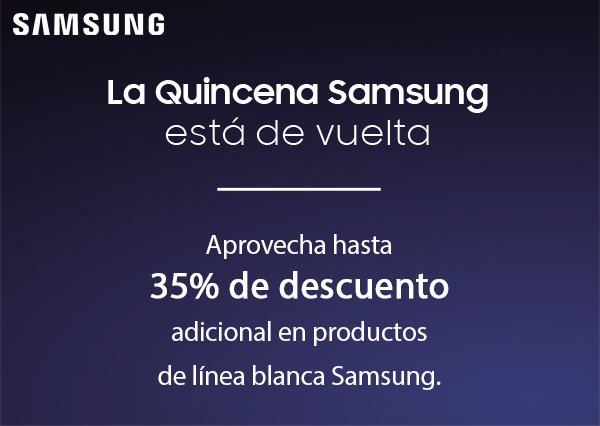 SAMSUNG
La Quincena Samsung
está de vuelta
Aprovecha hasta
35% de descuento
adicional en productos
de línea blanca Samsung.